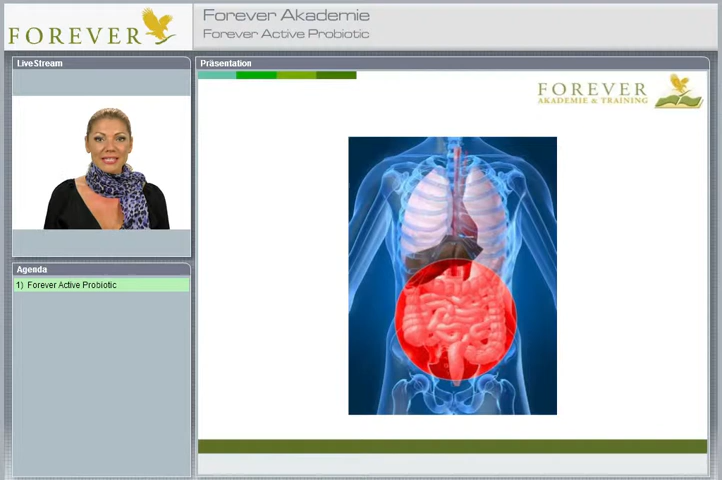 FOREVER
Forever Akademie
Forever Active Probiotic
LiveStream
Präsentation
FOREVER
AKADEMIE & TRAINING
Agenda
1) Forever Active Probiotic